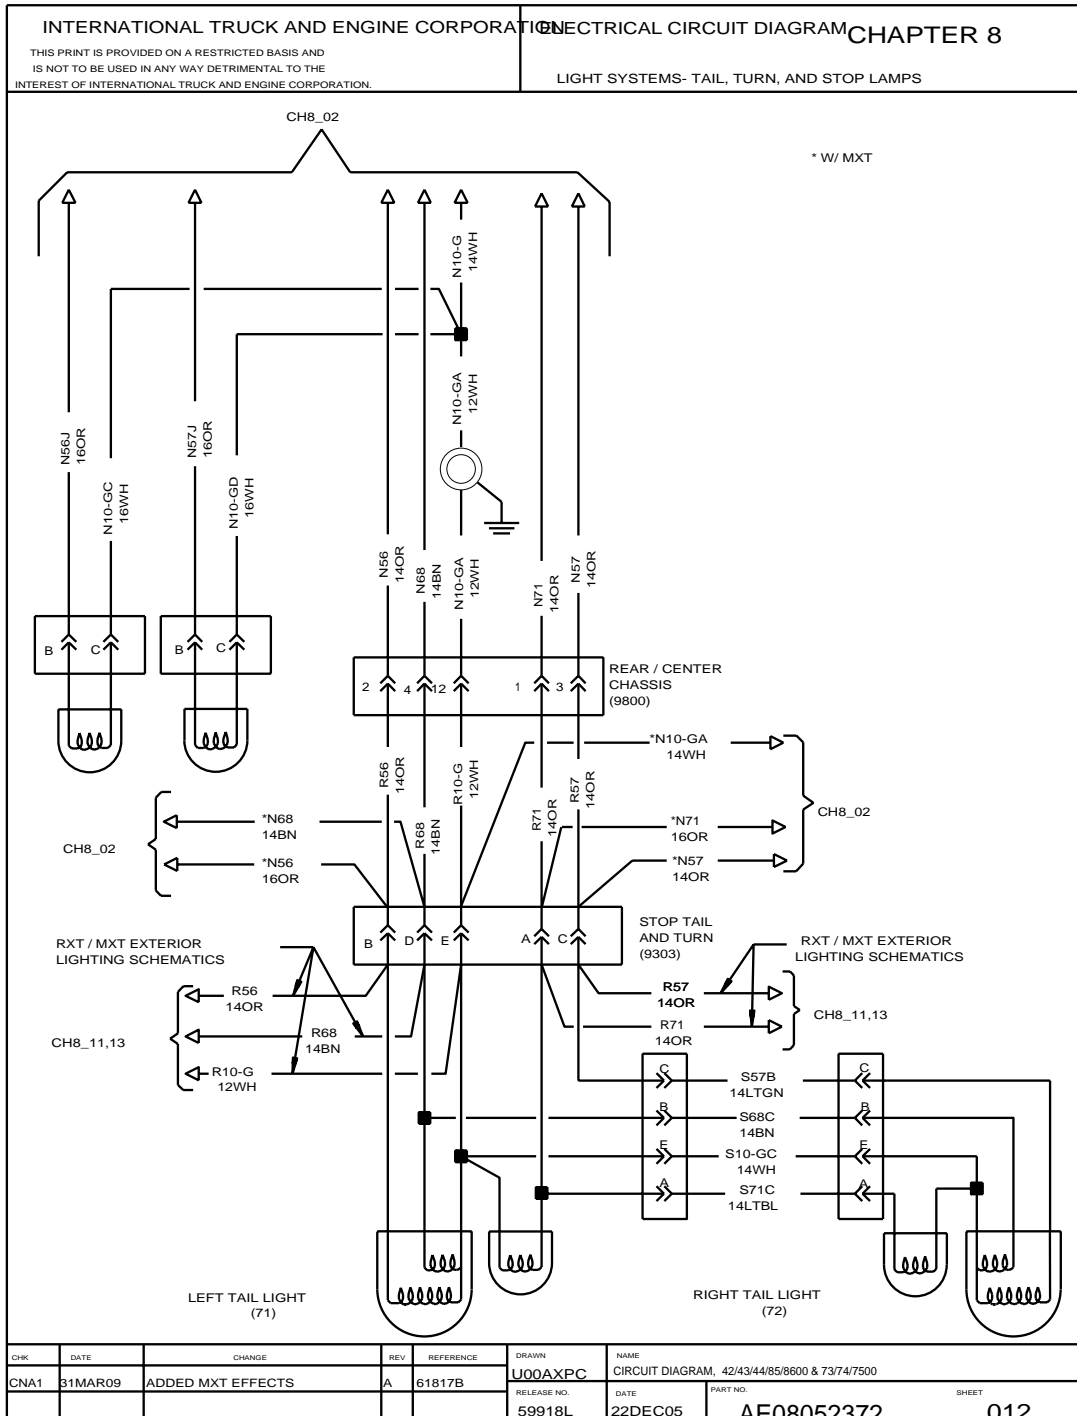 INTERNATIONAL TRUCK AND ENGINE CORPORATION
ELECTRICAL CIRCUIT DIAGRAM
CHAPTER 8
THIS PRINT IS PROVIDED ON A RESTRICTED BASIS AND
IS NOT TO BE USED IN ANY WAY DETRIMENTAL TO THE
INTEREST OF INTERNATIONAL TRUCK AND ENGINE CORPORATION.
LIGHT SYSTEMS- TAIL, TURN, AND STOP LAMPS
CH8_02
* W/ MXT
N10-G
14WH
N10-GA
12WH
N56J
16OR
N10-GC
16WH
N57J
16OR
N10-GD
16WH
N56
14OR
N68
14BN
N10-GA
12WH
N71
14OR
N57
14OR
B
C
B
C
2
4
12
1
3
REAR / CENTER
CHASSIS
(9800)
R56
14OR
R68
14BN
R10-G
12WH
R71
14OR
R57
14OR
*N10-GA
14WH
*N71
16OR
*N57
14OR
CH8_02
*N68
14BN
*N56
16OR
CH8_02
B
D
E
A
C
STOP TAIL
AND TURN
(9303)
RXT / MXT EXTERIOR
LIGHTING SCHEMATICS
R56
14OR
R68
14BN
R10-G
12WH
CH8_11,13
RXT / MXT EXTERIOR
LIGHTING SCHEMATICS
R57
14OR
R71
14OR
CH8_11,13
C
S57B
14LTGN
C
B
S68C
14BN
B
E
S10-GC
14WH
E
A
S71C
14LTBL
A
LEFT TAIL LIGHT
(71)
RIGHT TAIL LIGHT
(72)
CHK
DATE
CHANGE
REV
REFERENCE
DRAWN
NAME
CNA1
31MAR09
ADDED MXT EFFECTS
A
61817B
U00AXPC
CIRCUIT DIAGRAM, 42/43/44/85/8600 & 73/74/7500
RELEASE NO.
DATE
PART NO.
SHEET
59918L
22DEC05
AE08052372
012